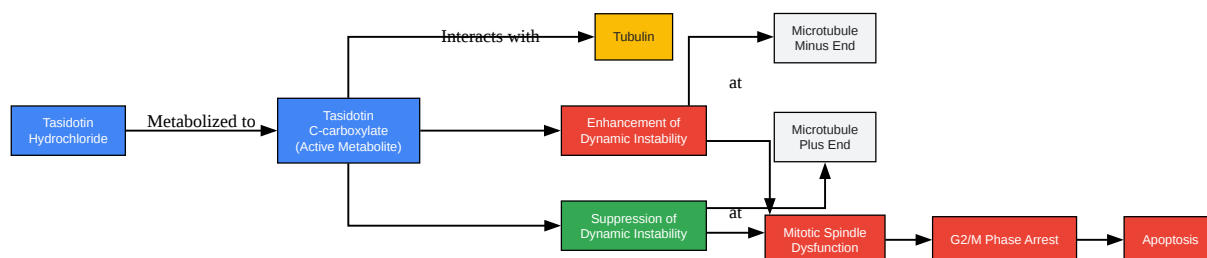 Interacts with
Tubulin
Microtubule
Minus End
at
Tasidotin
Hydrochloride
Metabolized to
Tasidotin
C-carboxylate
(Active Metabolite)
Enhancement of
Dynamic Instability
Microtubule
Plus End
Suppression of
Dynamic Instability
at
Mitotic Spindle
Dysfunction
G2/M Phase Arrest
Apoptosis